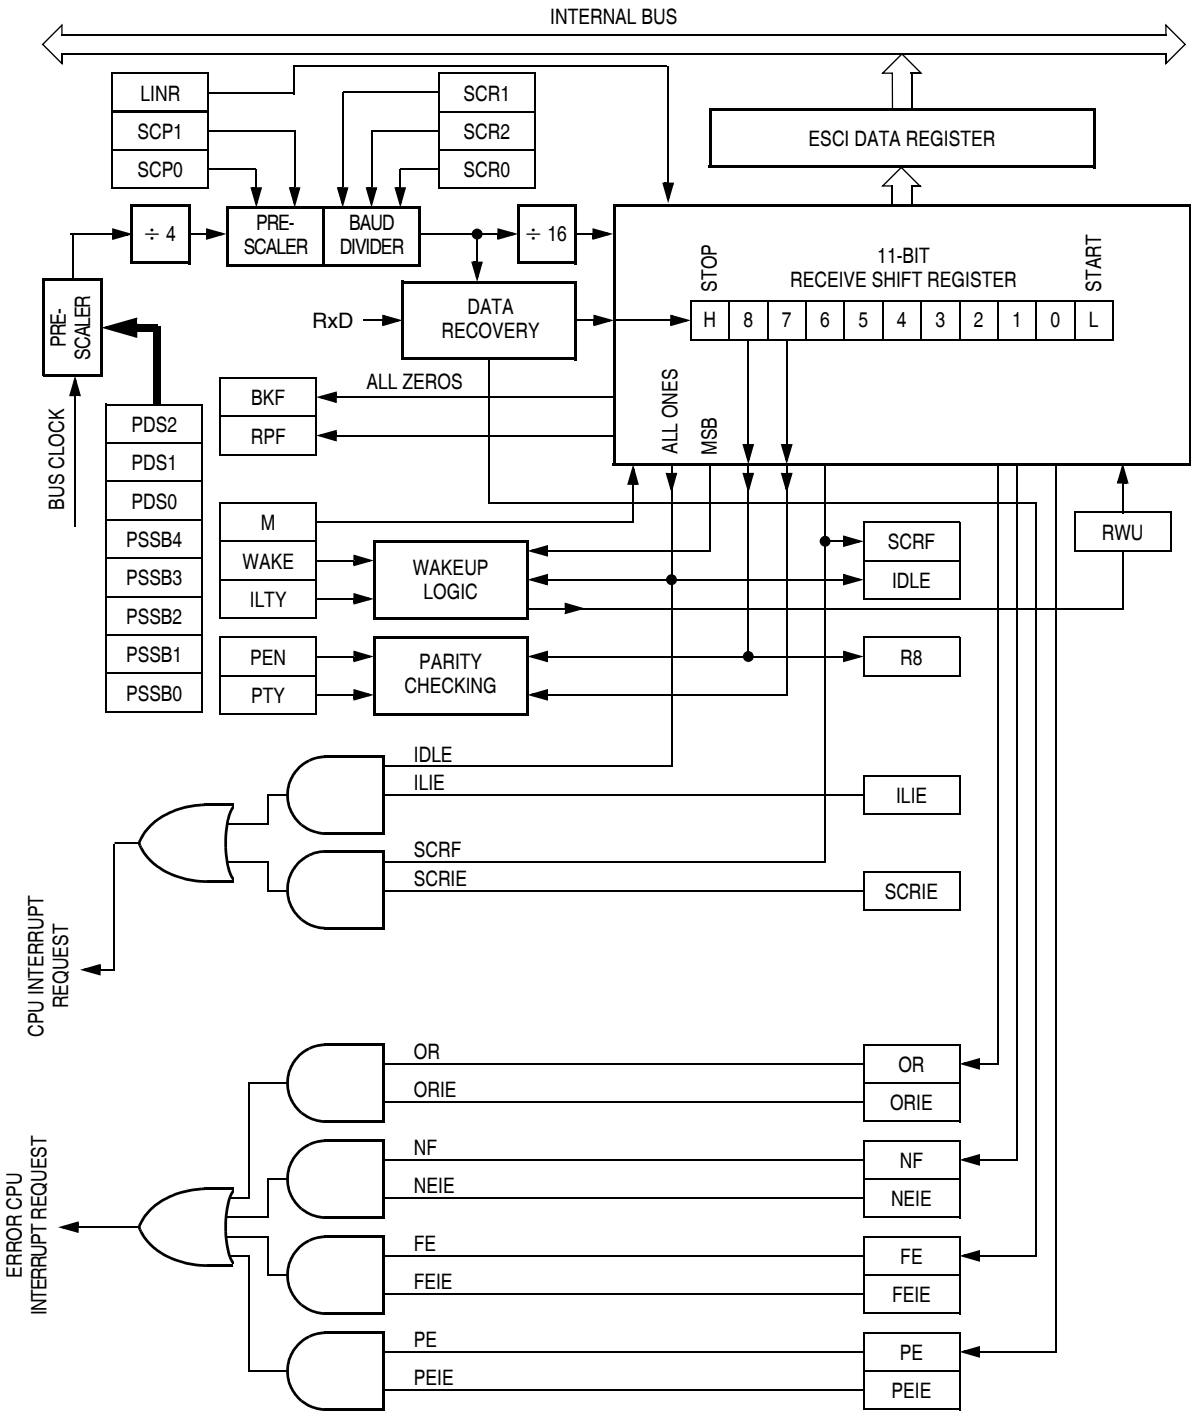 INTERNAL BUS
LINR
SCP1
SCP0
SCR1
SCR2
SCR0
ESCI DATA REGISTER
÷ 4
PRE-
SCALER
BAUD
DIVIDER
÷ 16
PRE-
SCALER
BUS CLOCK
RxD
DATA
RECOVERY
STOP
11-BIT
RECEIVE SHIFT REGISTER
START
H 8 7 6 5 4 3 2 1 0 L
ALL ZEROS
ALL ONES
MSB
BKF
RPF
PDS2
PDS1
PDS0
PSSB4
PSSB3
PSSB2
PSSB1
PSSB0
M
WAKE
ILTY
WAKEUP
LOGIC
PEN
PTY
PARITY
CHECKING
SCRF
IDLE
RWU
R8
IDLE
ILIE
ILIE
SCRF
SCRIE
SCRIE
CPU INTERRUPT
REQUEST
OR
ORIE
OR
ORIE
NF
NEIE
NF
NEIE
FE
FEIE
FE
FEIE
PE
PEIE
PE
PEIE
ERROR CPU
INTERRUPT REQUEST